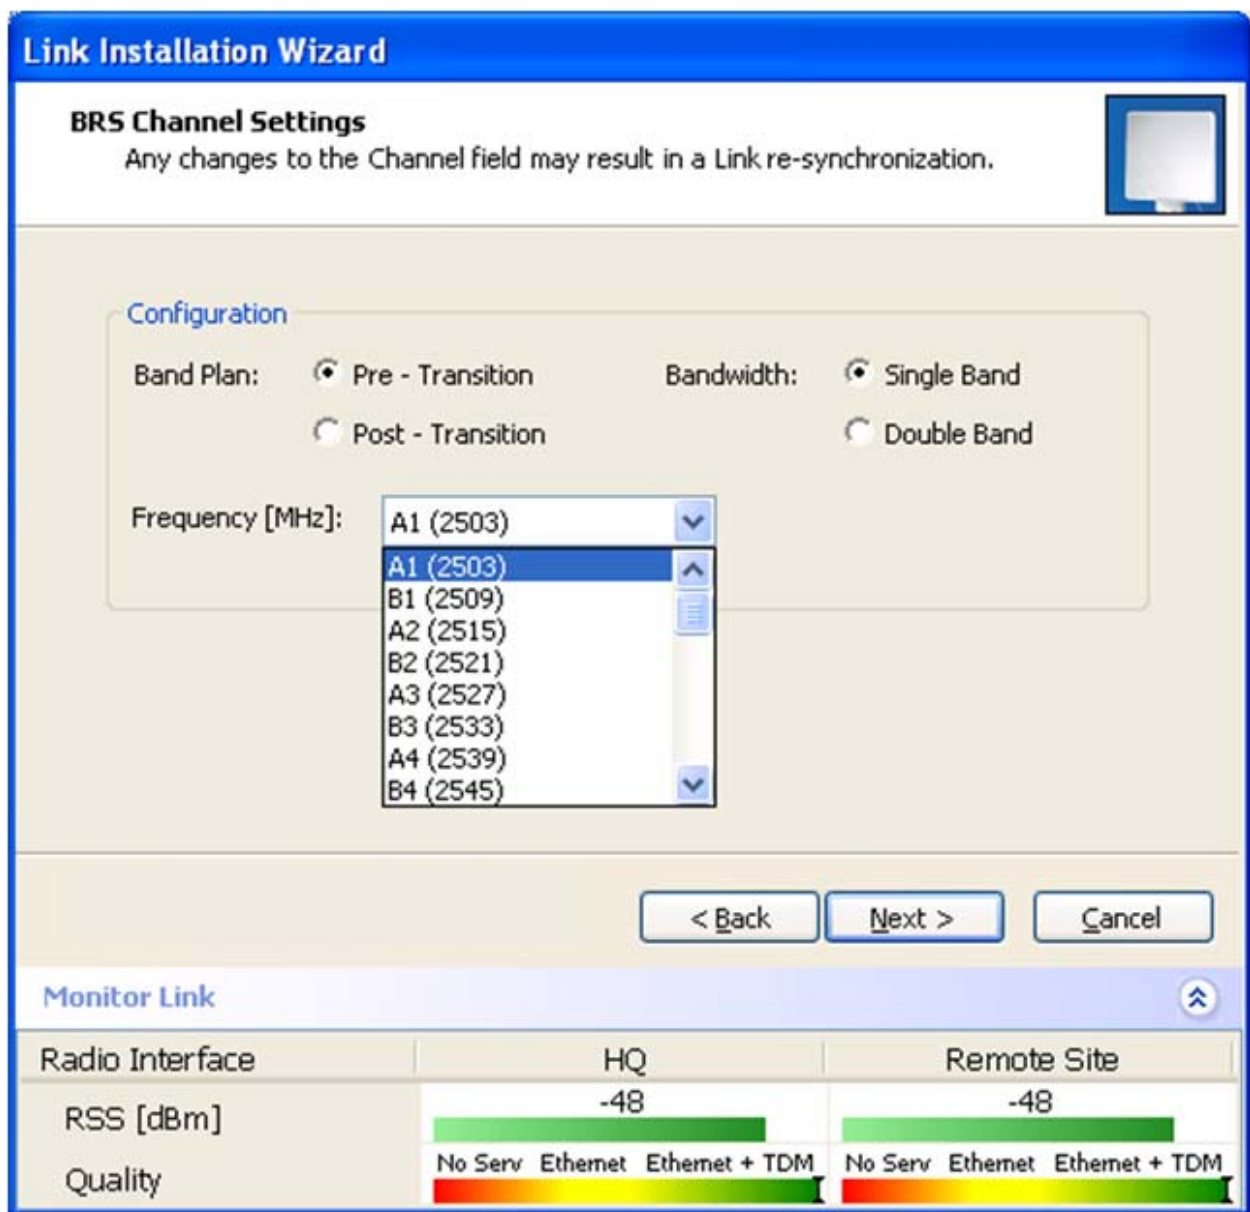 Link Installation Wizard
BRS Channel Settings
Any changes to the Channel field may result in a Link re-synchronization.
Configuration
Band Plan: Pre - Transition Bandwidth: Single Band
Post - Transition Double Band
Frequency [MHz]: A1 (2503)
A1 (2503)
B1 (2509)
A2 (2515)
B2 (2521)
A3 (2527)
B3 (2533)
A4 (2539)
B4 (2545)
< Back Next > Cancel
Monitor Link
Radio Interface HQ Remote Site
RSS [dBm] -48 -48
Quality No Serv Ethernet Ethernet + TDM No Serv Ethernet Ethernet + TDM